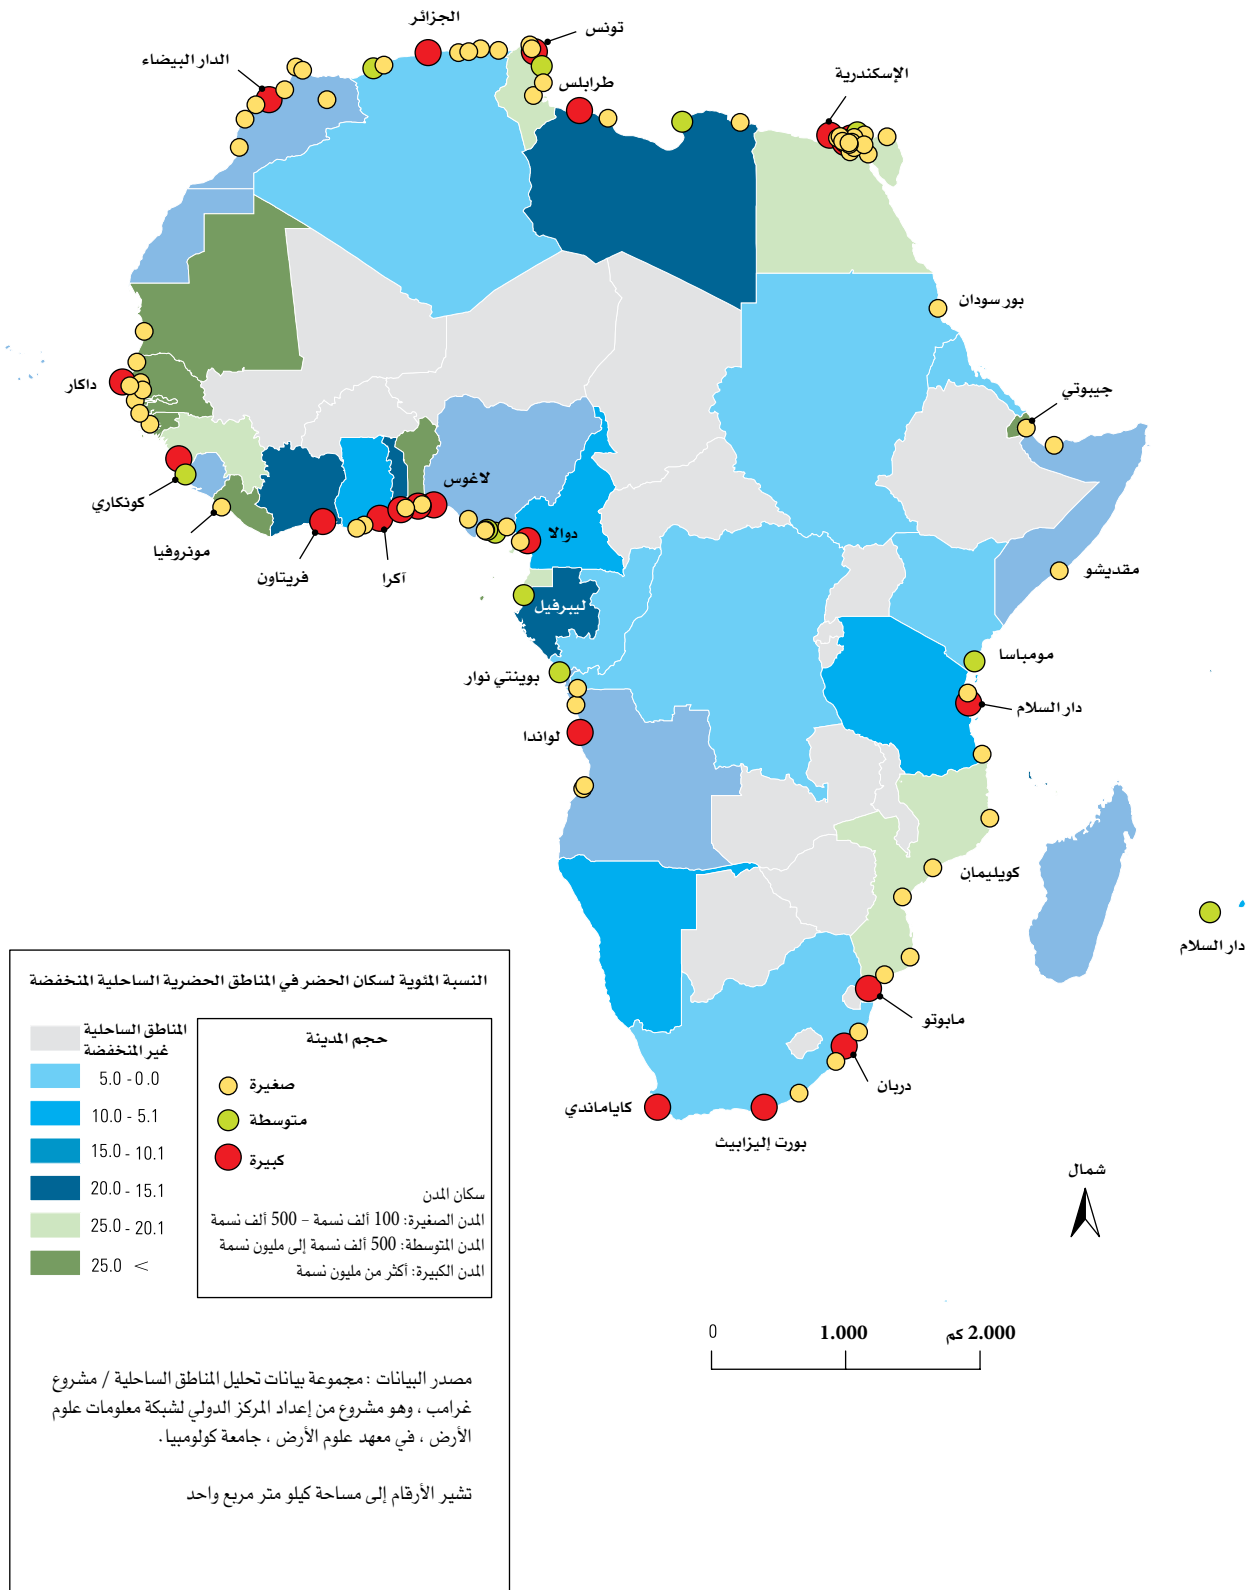 الجزائر
تونس
الدار البيضاء
طرابلس
الإسكندرية
بور سودان
داكار
جيبوتي
لاغوس
كونكاري
دوالا
مونروفيا
فريتاون
آكرا
مقديشو
ليبرفيل
مومباسا
بوينتي نوار
دار السلام
لواندا
كويليمان
دار السلام
مابوتو
دربان
كاياماندي
بورت إليزابيث
شمال
0 1.000 2.000 كم
النسبة المئوية لسكان الحضر في المناطق الحضرية الساحلية المنخفضة
المناطق الساحلية
غير المنخفضة
5.0 - 0.0
10.0 - 5.1
15.0 - 10.1
20.0 - 15.1
25.0 - 20.1
25.0 <
حجم المدينة
صغيرة
متوسطة
كبيرة
سكان المدن
المدن الصغيرة: 100 ألف نسمة – 500 ألف نسمة
المدن المتوسطة: 500 ألف نسمة إلى مليون نسمة
المدن الكبيرة: أكثر من مليون نسمة
مصدر البيانات : مجموعة بيانات تحليل المناطق الساحلية / مشروع
غرامب ، وهو مشروع من إعداد المركز الدولي لشبكة معلومات علوم
الأرض ، في معهد علوم الأرض ، جامعة كولومبيا.
تشير الأرقام إلى مساحة كيلو متر مربع واحد